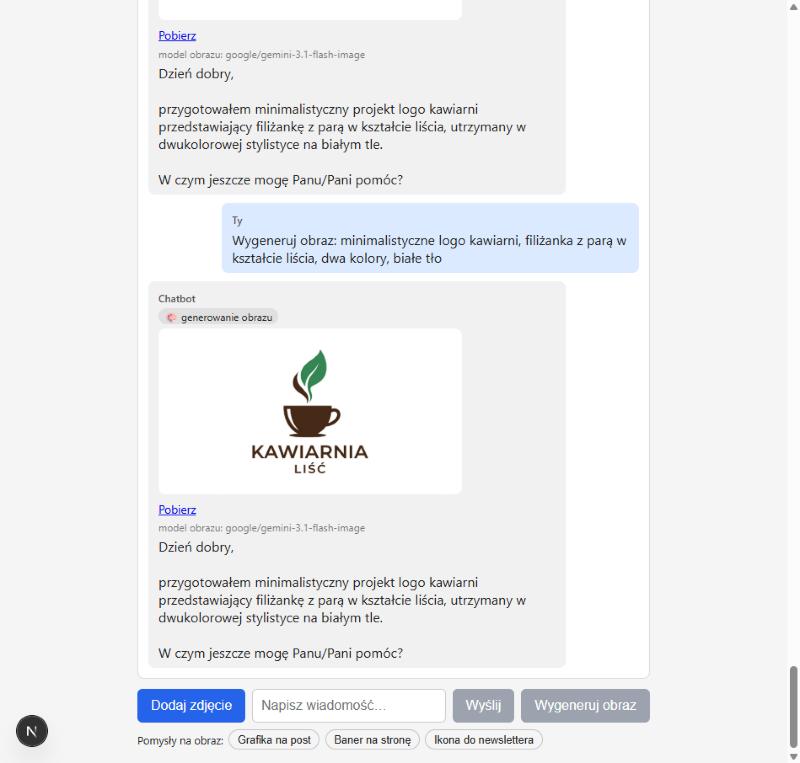 Pobierz
model obrazu: google/gemini-3.1-flash-image
Dzień dobry,
przygotowałem minimalistyczny projekt logo kawiarni
przedstawiający filiżankę z parą w kształcie liścia, utrzymany w
dwukolorowej stylistyce na białym tle.
W czym jeszcze mogę Panu/Pani pomóc?
Ty
Wygeneruj obraz: minimalistyczne logo kawiarni, filiżanka z parą w
kształcie liścia, dwa kolory, białe tło
Chatbot
generowanie obrazu
KAWIARNIA
LIŚĆ
Pobierz
model obrazu: google/gemini-3.1-flash-image
Dzień dobry,
przygotowałem minimalistyczny projekt logo kawiarni
przedstawiający filiżankę z parą w kształcie liścia, utrzymany w
dwukolorowej stylistyce na białym tle.
W czym jeszcze mogę Panu/Pani pomóc?
Dodaj zdjęcie Napisz wiadomość... Wyślij Wygeneruj obraz
N
Pomysły na obraz: Grafika na post Baner na stronę Ikona do newslettera